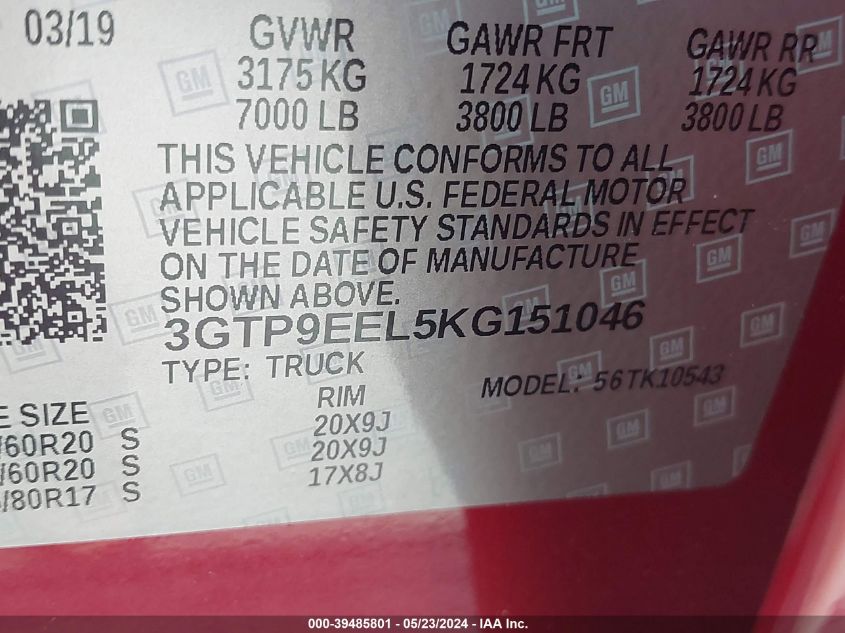 03/19 GVWR GAWR FRT GAWR RR
3175 KG 1724 KG 1724 KG
7000 LB 3800 LB 3800 LB
THIS VEHICLE CONFORMS TO ALL
APPLICABLE U.S. FEDERAL MOTOR
VEHICLE SAFETY STANDARDS IN EFFECT
ON THE DATE OF MANUFACTURE
SHOWN ABOVE.
3GTP9EEL5KG151046
TYPE: TRUCK MODEL: 56TK10543
E SIZE RIM
/60R20 S 20X9J
/60R20 S 20X9J
/80R17 S 17X8J
GM
000-39485801 - 05/23/2024 - IAA Inc.